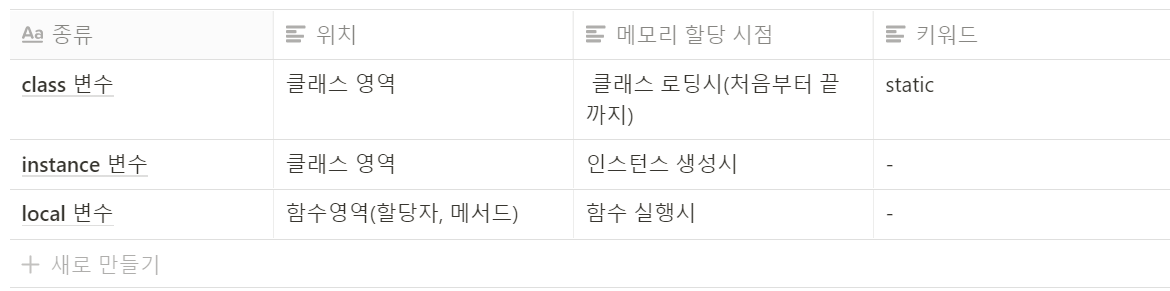 Aa 종류 위치 메모리 할당 시점 키워드
class 변수 클래스 영역 클래스 로딩시(처음부터 끝 static
까지)
instance 변수 클래스 영역 인스턴스 생성시 -
local 변수 함수영역(할당자, 메서드) 함수 실행시 -
+ 새로 만들기